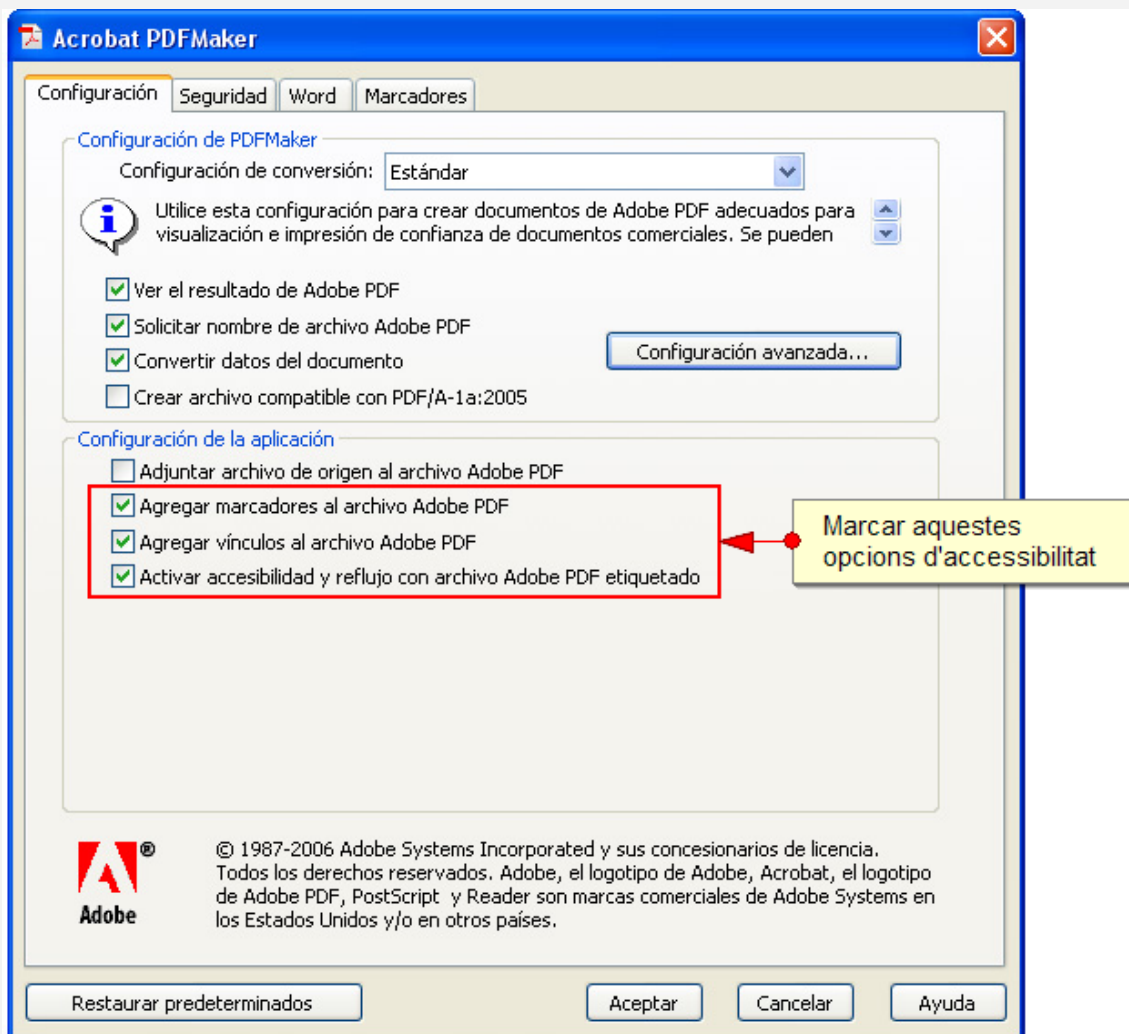 Acrobat PDFMaker
Configuración Seguridad Word Marcadores
Configuración de PDFMaker
Configuración de conversión: Estándar
Utilice esta configuración para crear documentos de Adobe PDF adecuados para
visualización e impresión de confianza de documentos comerciales. Se pueden
Ver el resultado de Adobe PDF
Solicitar nombre de archivo Adobe PDF
Convertir datos del documento
Configuración avanzada...
Crear archivo compatible con PDF/A-1a:2005
Configuración de la aplicación
Adjuntar archivo de origen al archivo Adobe PDF
Agregar marcadores al archivo Adobe PDF
Agregar vínculos al archivo Adobe PDF
Activar accesibilidad y reflujo con archivo Adobe PDF etiquetado
Marcar aquestes
opcions d'accessibilitat
® 
Adobe
© 1987-2006 Adobe Systems Incorporated y sus concesionarios de licencia.
Todos los derechos reservados. Adobe, el logotipo de Adobe, Acrobat, el logotipo
de Adobe PDF, PostScript y Reader son marcas comerciales de Adobe Systems en
los Estados Unidos y/o en otros países.
Restaurar predeterminados Aceptar Cancelar Ayuda